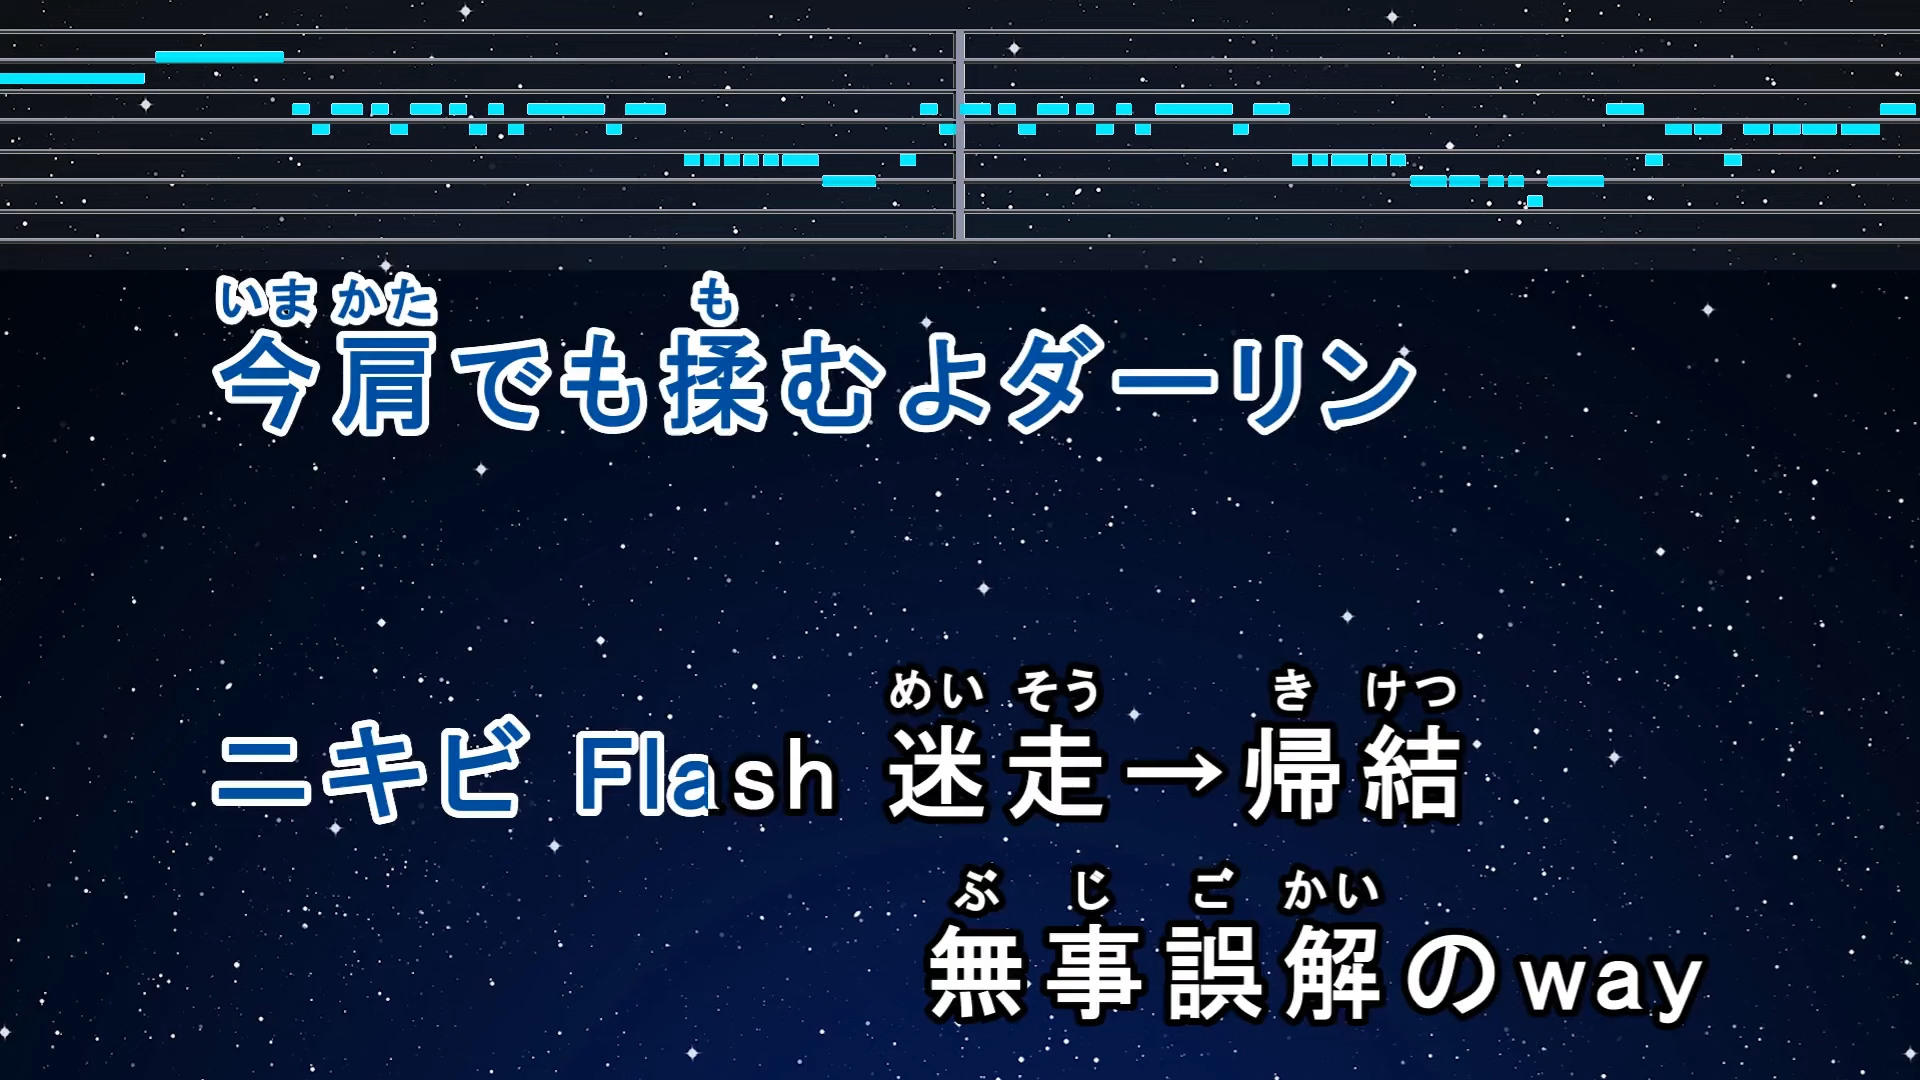 いま かた も
今肩でも揉むよダーリン
めい そう き けつ
ニキビ Flash 迷走→帰結
ぶ じ ご かい
無事誤解のway